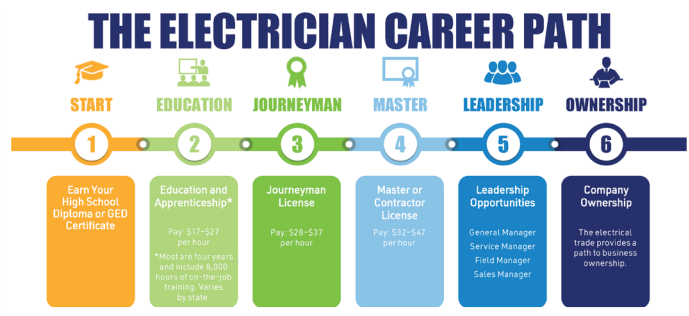 THE ELECTRICIAN CAREER PATH
START
EDUCATION
JOURNEYMAN
MASTER
LEADERSHIP
OWNERSHIP
1
2
3
4
5
6
Earn Your
High School
Diploma or GED
Certificate
Education and
Apprenticeship*
Pay: $17–$27
per hour
*Most are four years
and include 8,000
hours of on-the-job
training. Varies
by state
Journeyman
License
Pay: $28–$37
per hour
Master or
Contractor
License
Pay: $32–$47
per hour
Leadership
Opportunities
General Manager
Service Manager
Field Manager
Sales Manager
Company
Ownership
The electrical
trade provides a
path to business
ownership.